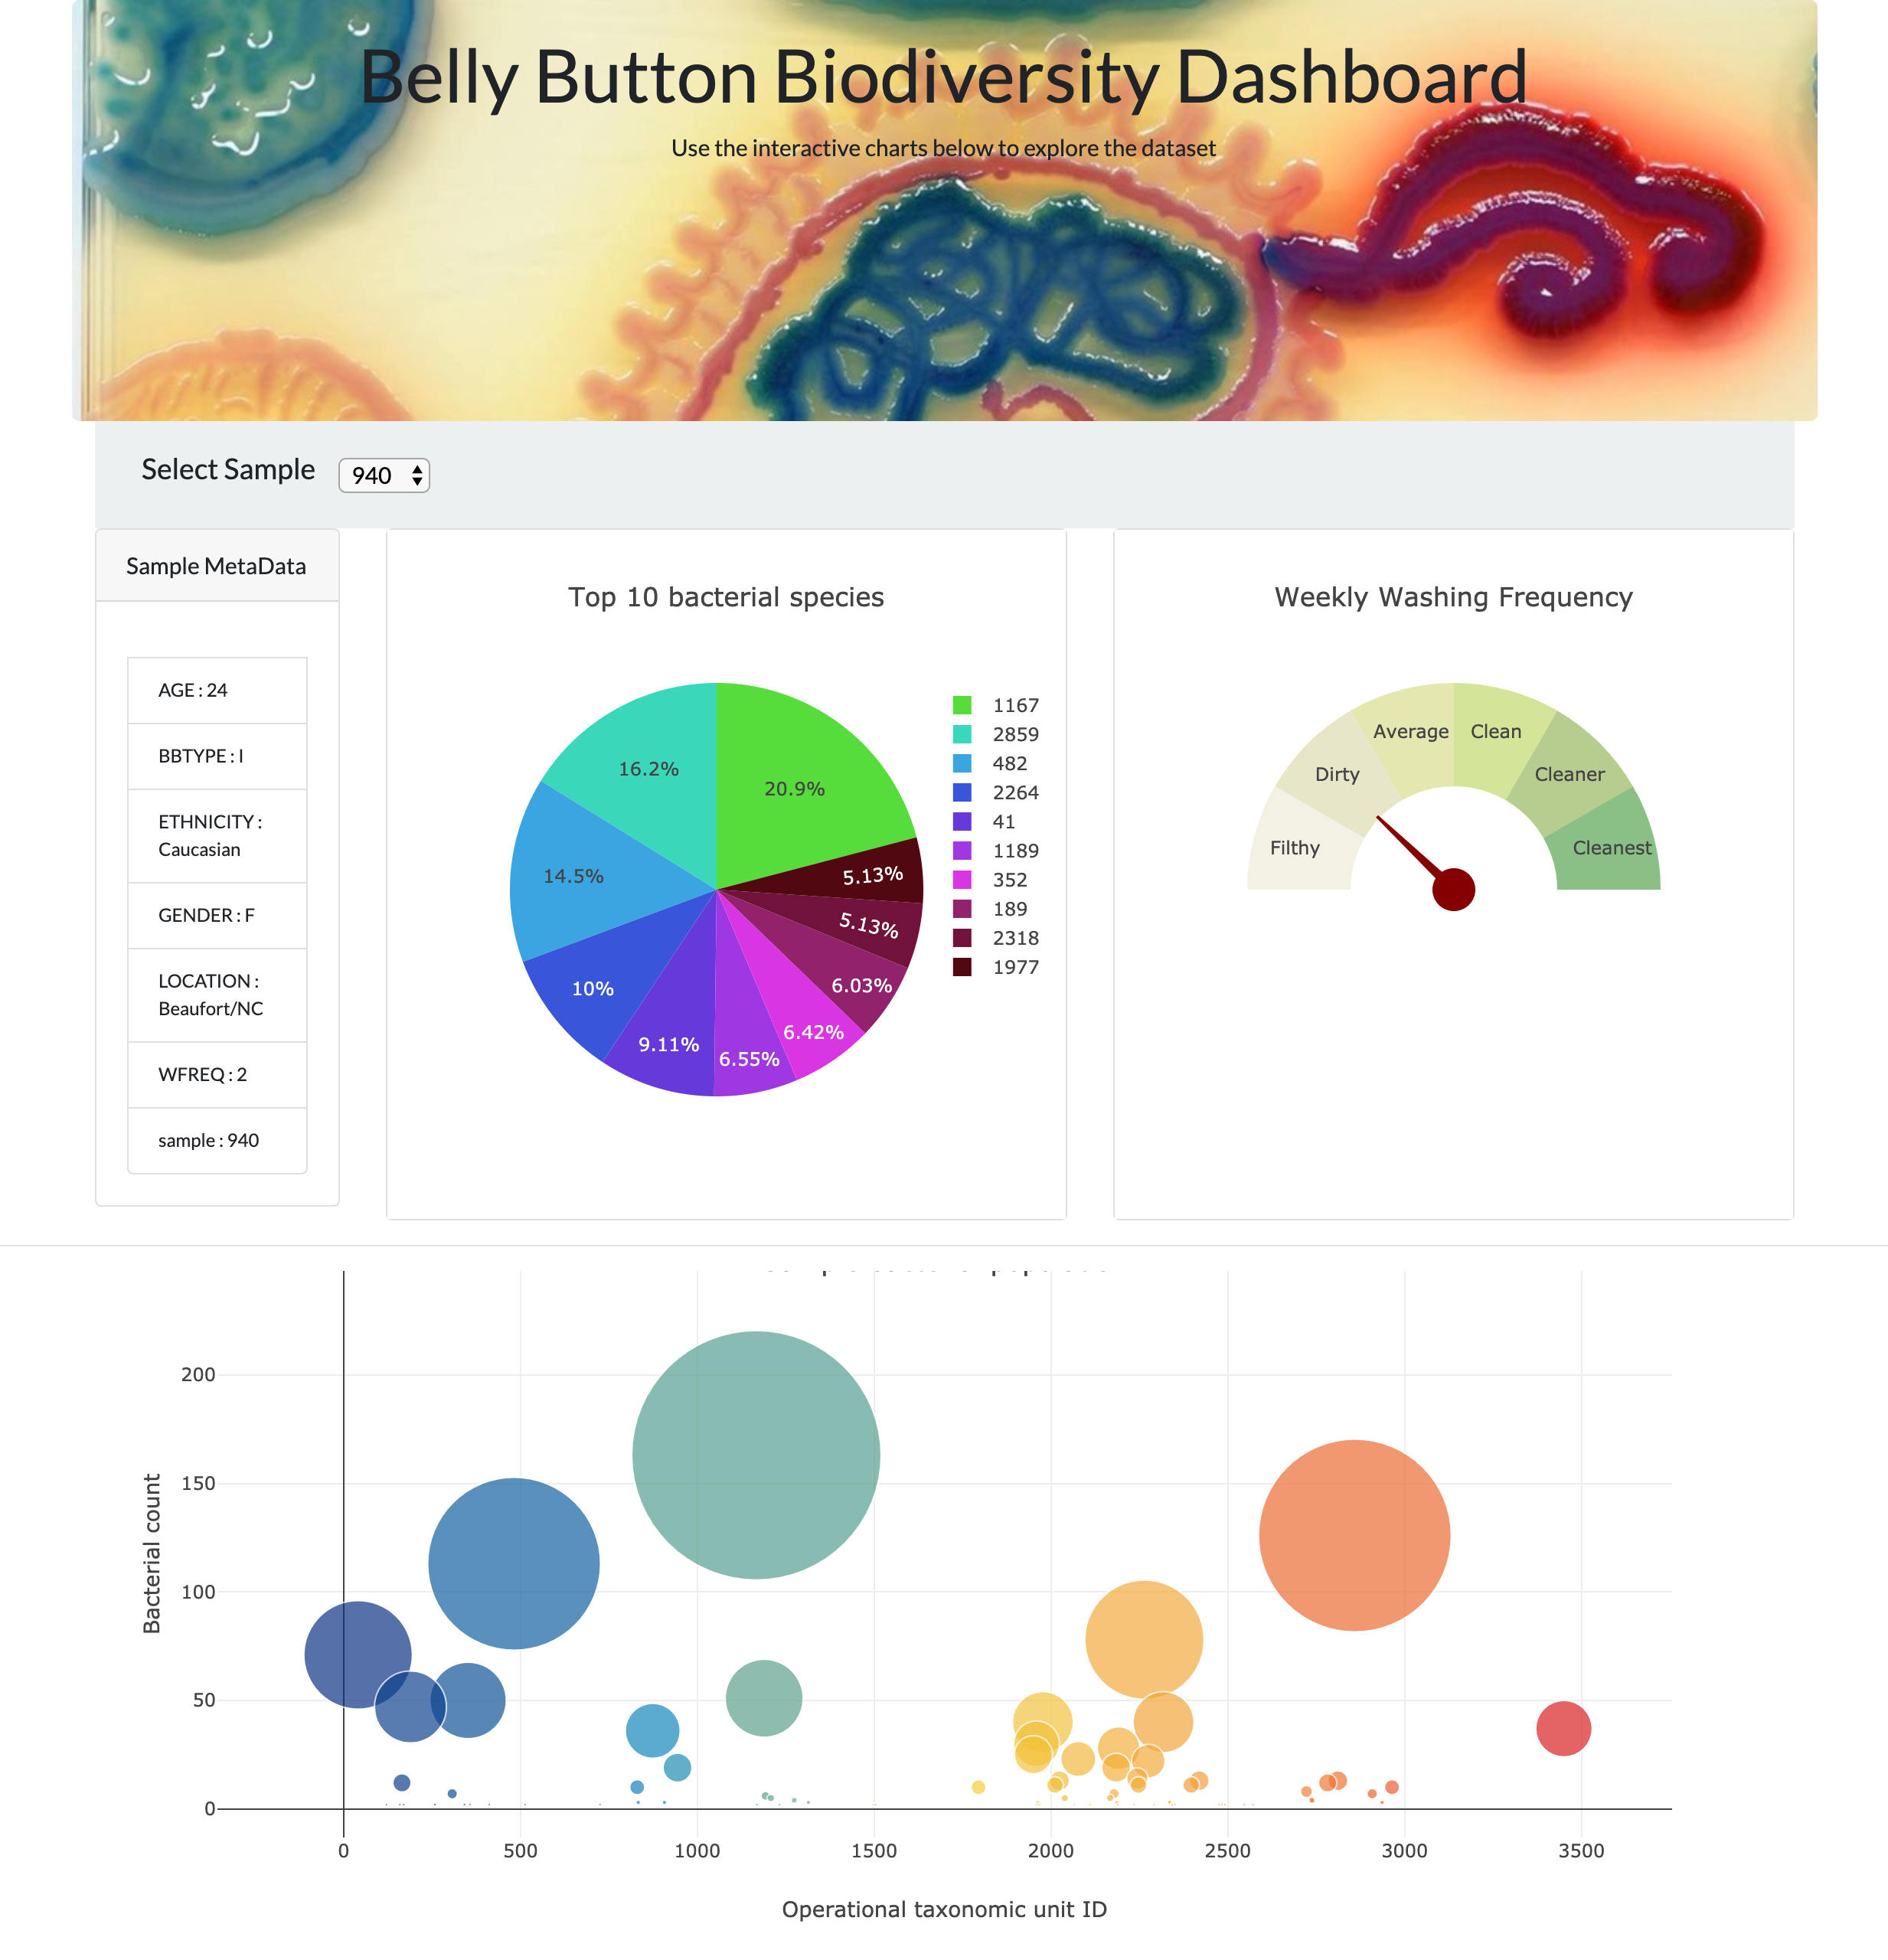 Belly Button Biodiversity Dashboard
Use the interactive charts below to explore the dataset
Select Sample 940
Sample MetaData
AGE : 24
BBTYPE : I
ETHNICITY :
Caucasian
GENDER : F
LOCATION :
Beaufort/NC
WFREQ : 2
sample : 940
Top 10 bacterial species
20.9%
16.2%
14.5%
10%
9.11%
6.55%
6.42%
6.03%
5.13%
5.13%
1167
2859
482
2264
41
1189
352
189
2318
1977
Weekly Washing Frequency
Filthy
Dirty
Average
Clean
Cleaner
Cleanest
Bacterial count
200
150
100
50
0
0 500 1000 1500 2000 2500 3000 3500
Operational taxonomic unit ID